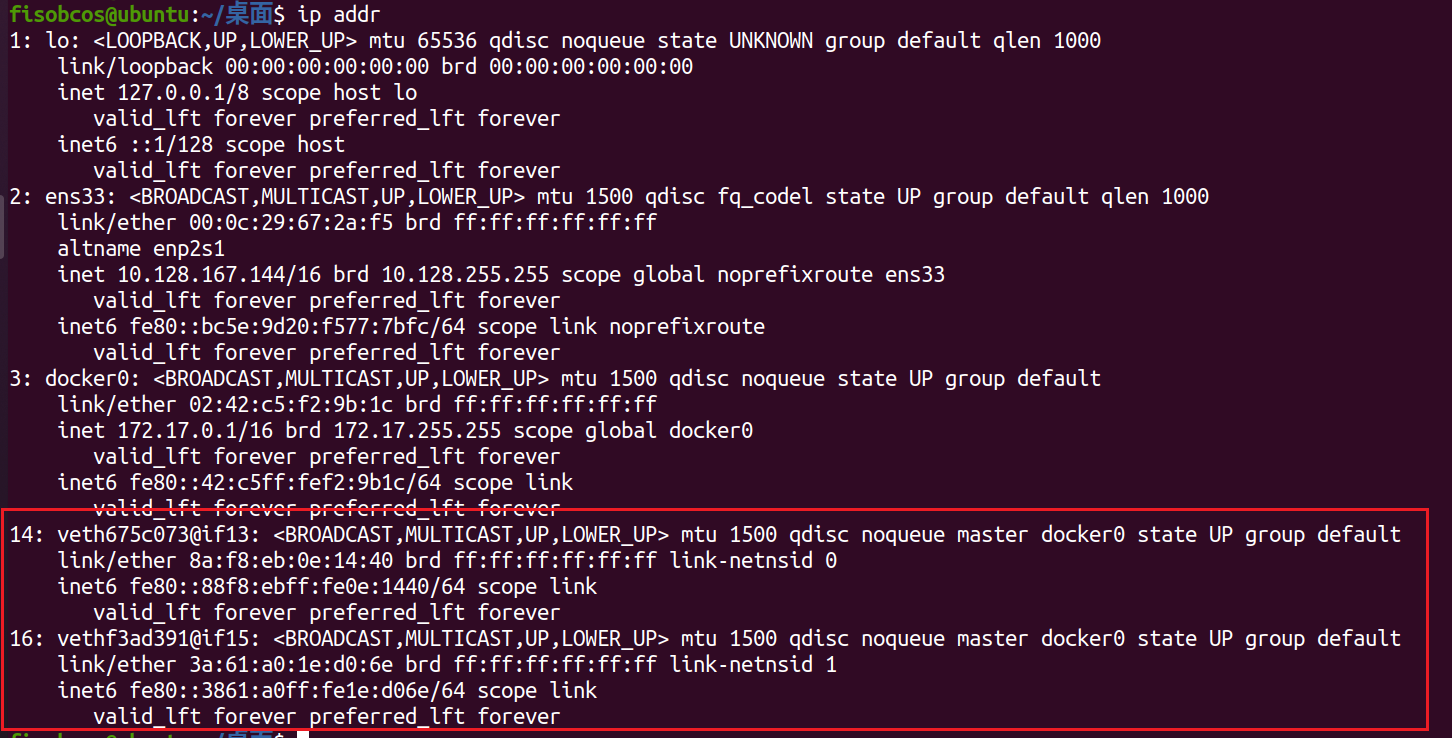 fisobcos@ubuntu:~/桌面$ ip addr
1: lo: <LOOPBACK,UP,LOWER_UP> mtu 65536 qdisc noqueue state UNKNOWN group default qlen 1000
    link/loopback 00:00:00:00:00:00 brd 00:00:00:00:00:00
    inet 127.0.0.1/8 scope host lo
       valid_lft forever preferred_lft forever
    inet6 ::1/128 scope host
       valid_lft forever preferred_lft forever
2: ens33: <BROADCAST,MULTICAST,UP,LOWER_UP> mtu 1500 qdisc fq_codel state UP group default qlen 1000
    link/ether 00:0c:29:67:2a:f5 brd ff:ff:ff:ff:ff:ff
    altname enp2s1
    inet 10.128.167.144/16 brd 10.128.255.255 scope global noprefixroute ens33
       valid_lft forever preferred_lft forever
    inet6 fe80::bc5e:9d20:f577:7bfc/64 scope link noprefixroute
       valid_lft forever preferred_lft forever
3: docker0: <BROADCAST,MULTICAST,UP,LOWER_UP> mtu 1500 qdisc noqueue state UP group default
    link/ether 02:42:c5:f2:9b:1c brd ff:ff:ff:ff:ff:ff
    inet 172.17.0.1/16 brd 172.17.255.255 scope global docker0
       valid_lft forever preferred_lft forever
    inet6 fe80::42:c5ff:fef2:9b1c/64 scope link
       valid_lft forever preferred_lft forever
14: veth675c073@if13: <BROADCAST,MULTICAST,UP,LOWER_UP> mtu 1500 qdisc noqueue master docker0 state UP group default
    link/ether 8a:f8:eb:0e:14:40 brd ff:ff:ff:ff:ff:ff link-netnsid 0
    inet6 fe80::88f8:ebff:fe0e:1440/64 scope link
       valid_lft forever preferred_lft forever
16: vethf3ad391@if15: <BROADCAST,MULTICAST,UP,LOWER_UP> mtu 1500 qdisc noqueue master docker0 state UP group default
    link/ether 3a:61:a0:1e:d0:6e brd ff:ff:ff:ff:ff:ff link-netnsid 1
    inet6 fe80::3861:a0ff:fe1e:d06e/64 scope link
       valid_lft forever preferred_lft forever
fisobcos@ubuntu:~/桌面$